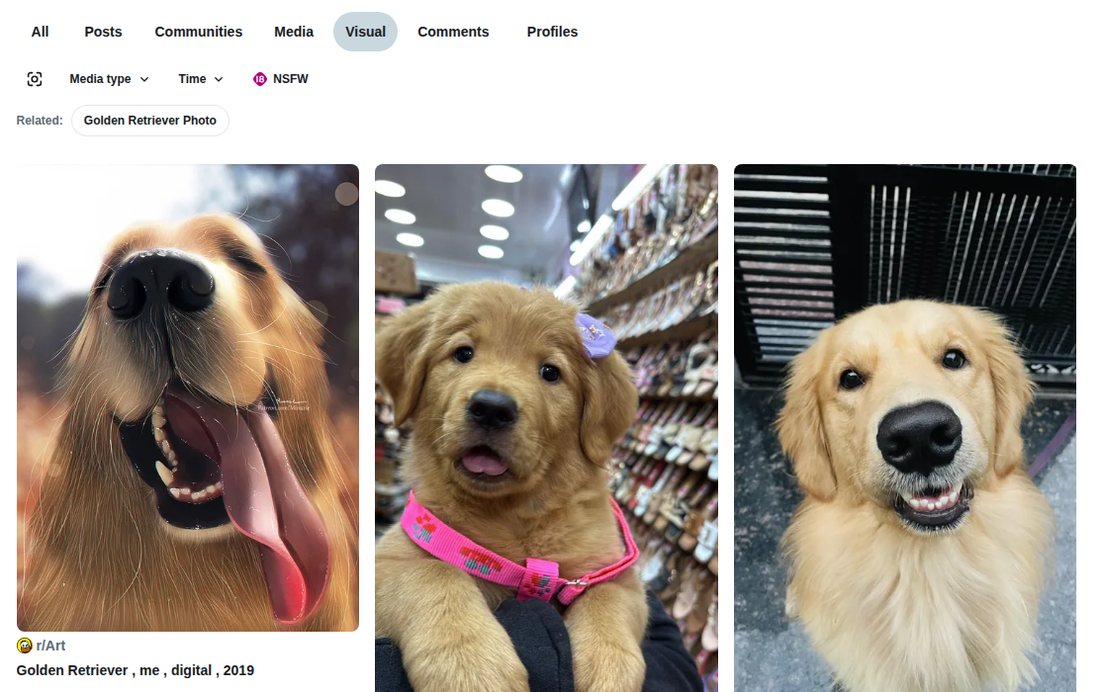 All Posts Communities Media Visual Comments Profiles
Media type Time 18 NSFW
Related: Golden Retriever Photo
r/Art
Golden Retriever , me , digital , 2019